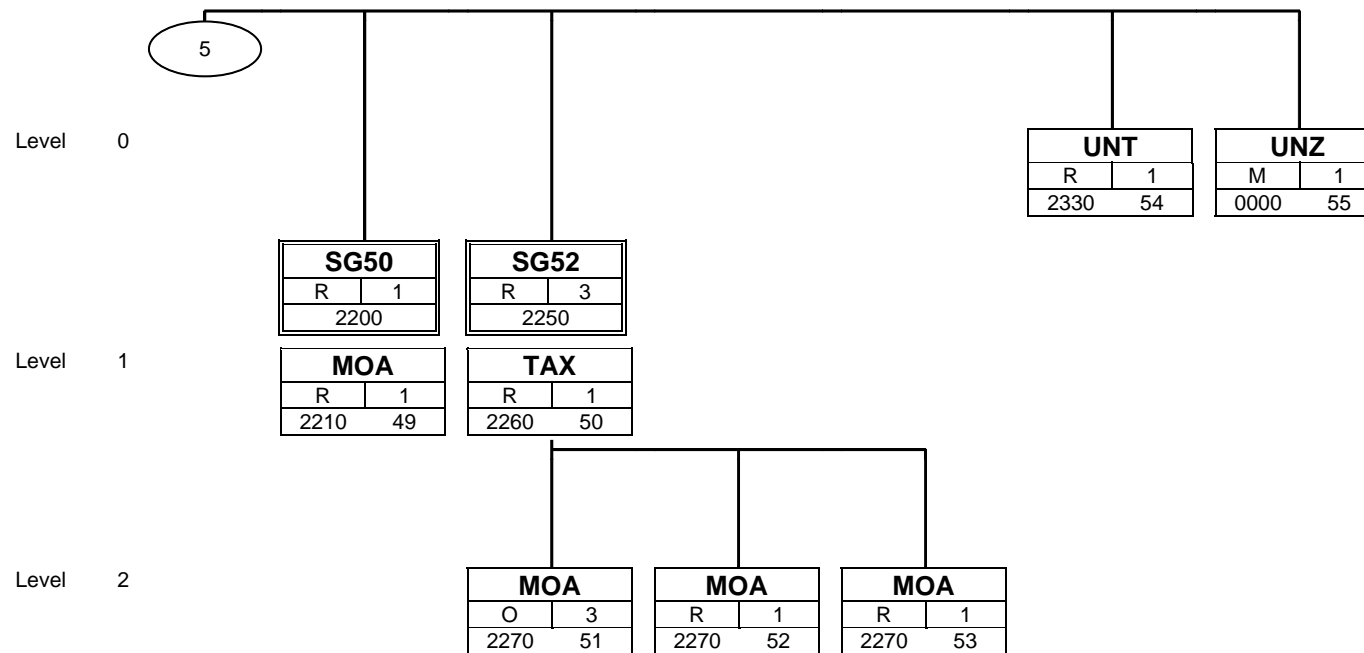 5
Level 0
UNT UNZ
R 1 M 1
2330 54 0000 55
SG50 SG52
R 1 R 3
2200 2250
Level 1
MOA TAX
R 1 R 1
2210 49 2260 50
Level 2
MOA MOA MOA
O 3 R 1 R 1
2270 51 2270 52 2270 53